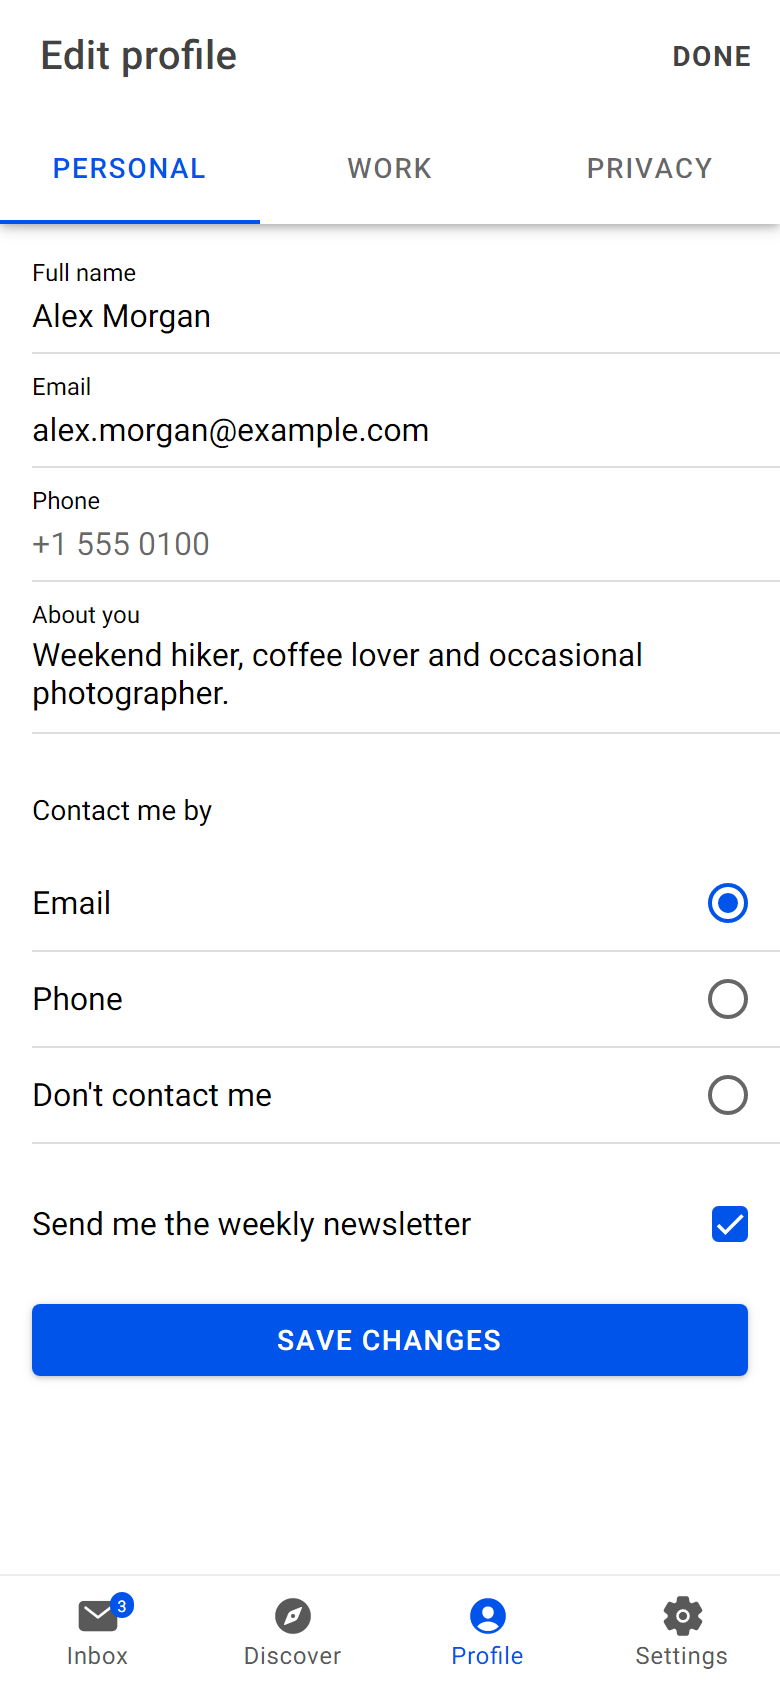 Edit profile
DONE
PERSONAL
WORK
PRIVACY
Full name
Alex Morgan
Email
alex.morgan@example.com
Phone
+1 555 0100
About you
Weekend hiker, coffee lover and occasional
photographer.
Contact me by
Email
Phone
Don't contact me
Send me the weekly newsletter
SAVE CHANGES
3
Inbox
Discover
Profile
Settings